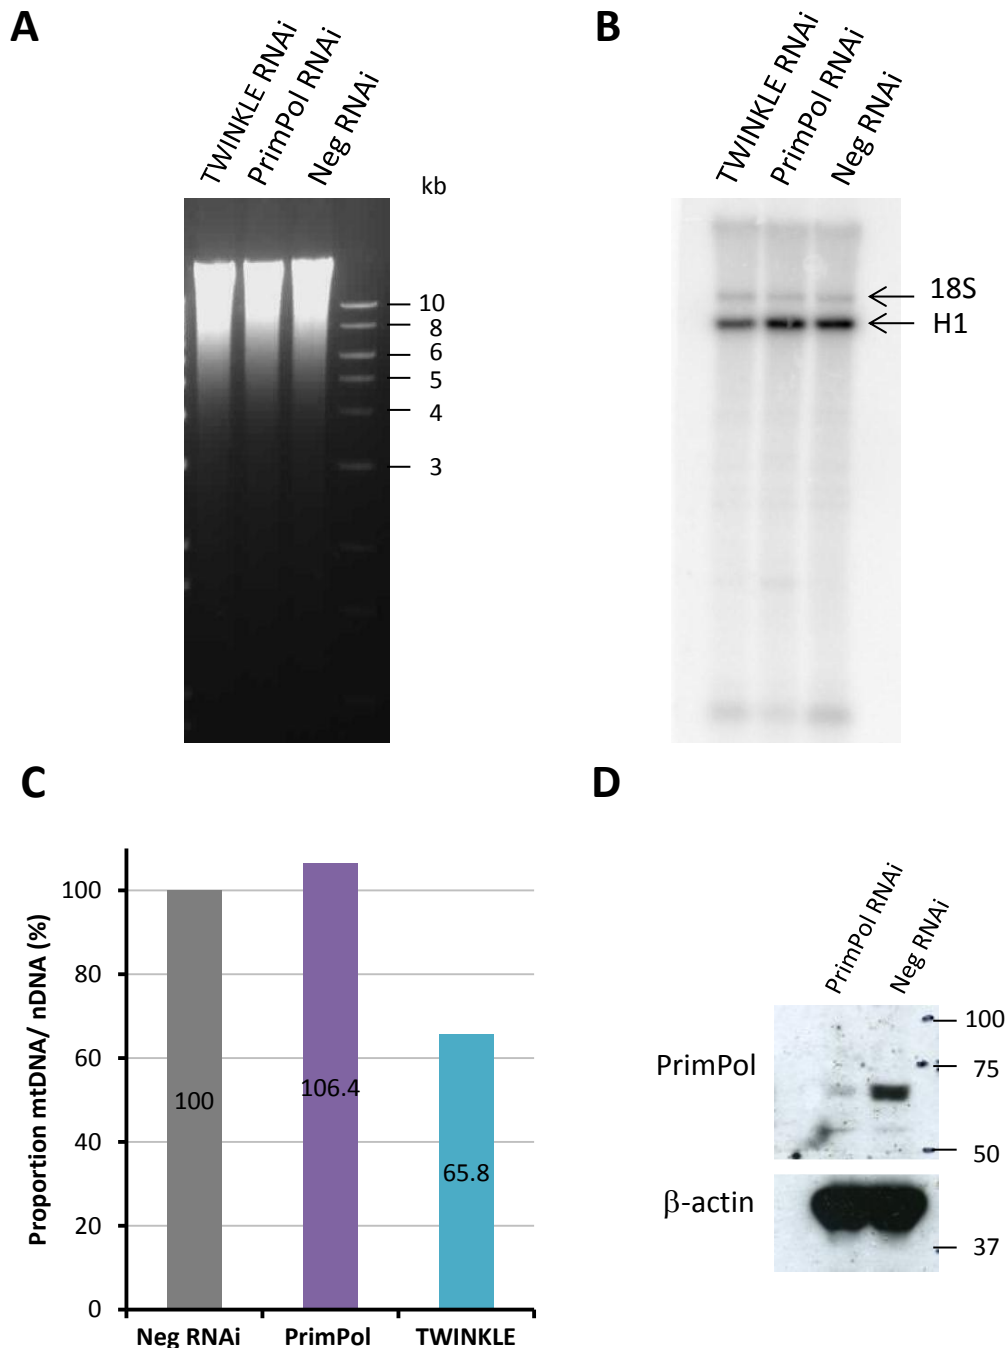 A
TWINKLE RNAi
PrimPol RNAi
Neg RNAi
kb
10
8
6
5
4
3
B
TWINKLE RNAi
PrimPol RNAi
Neg RNAi
18S
H1
C
Proportion mtDNA/ nDNA (%)
100
80
60
40
20
0
100
106.4
65.8
Neg RNAi
PrimPol
TWINKLE
D
PrimPol RNAi
Neg RNAi
PrimPol
100
75
50
β-actin
37